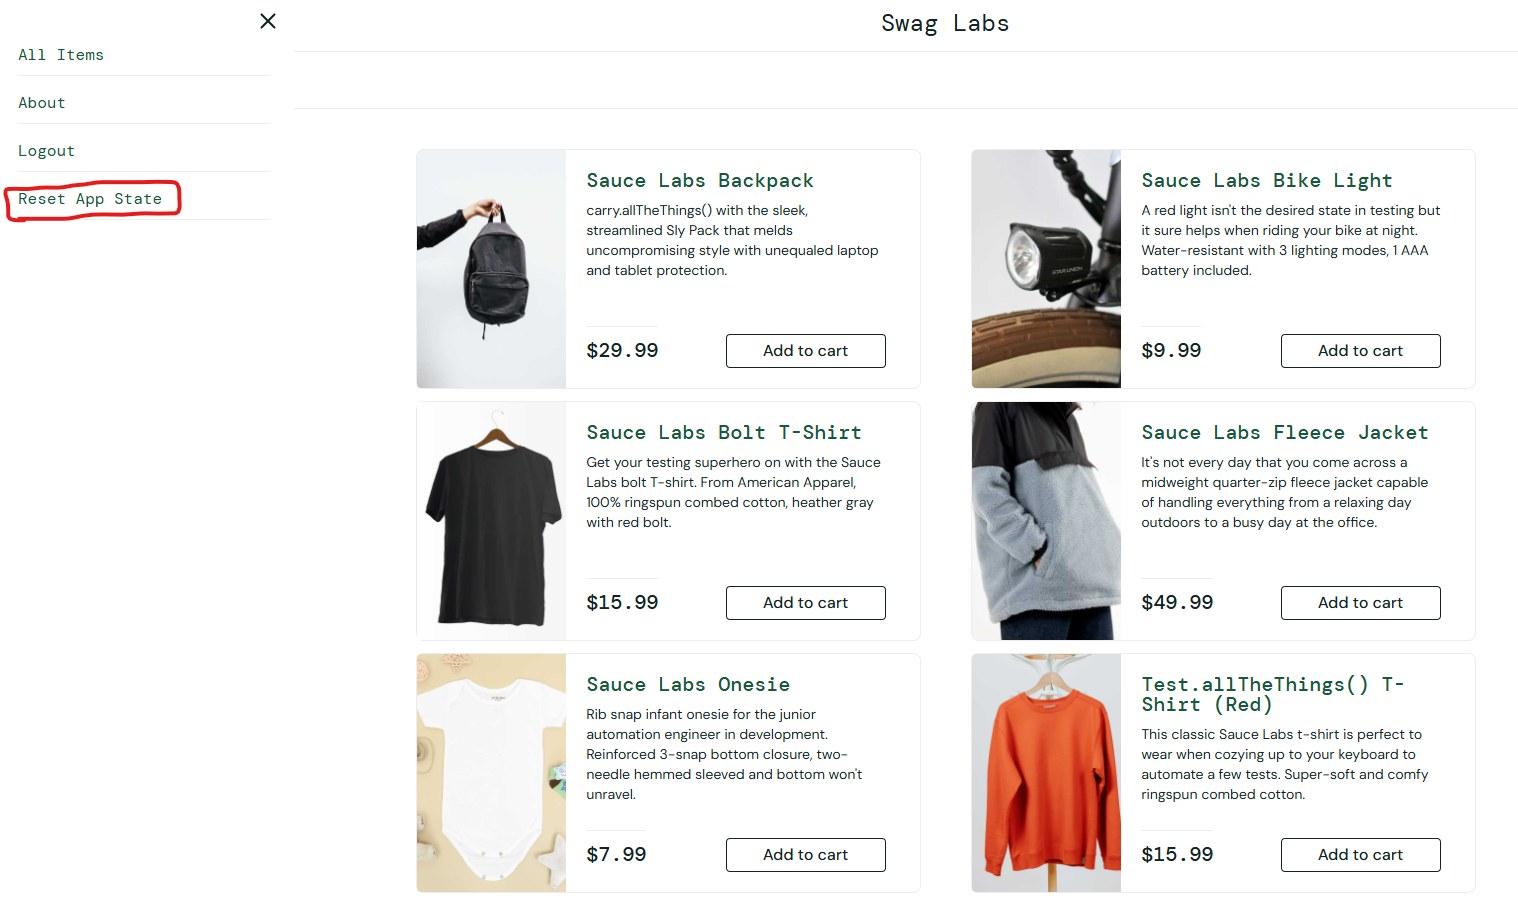 Swag Labs
All Items
About
Logout
Reset App State
Sauce Labs Backpack
carry.allTheThings() with the sleek,
streamlined Sly Pack that melds
uncompromising style with unequaled laptop
and tablet protection.
$29.99
Add to cart
Sauce Labs Bike Light
A red light isn't the desired state in testing but
it sure helps when riding your bike at night.
Water-resistant with 3 lighting modes, 1 AAA
battery included.
$9.99
Add to cart
Sauce Labs Bolt T-Shirt
Get your testing superhero on with the Sauce
Labs bolt T-shirt. From American Apparel,
100% ringspun combed cotton, heather gray
with red bolt.
$15.99
Add to cart
Sauce Labs Fleece Jacket
It's not every day that you come across a
midweight quarter-zip fleece jacket capable
of handling everything from a relaxing day
outdoors to a busy day at the office.
$49.99
Add to cart
Sauce Labs Onesie
Rib snap infant onesie for the junior
automation engineer in development.
Reinforced 3-snap bottom closure, two-
needle hemmed sleeved and bottom won't
unravel.
$7.99
Add to cart
Test.allTheThings() T-
Shirt (Red)
This classic Sauce Labs t-shirt is perfect to
wear when cozying up to your keyboard to
automate a few tests. Super-soft and comfy
ringspun combed cotton.
$15.99
Add to cart